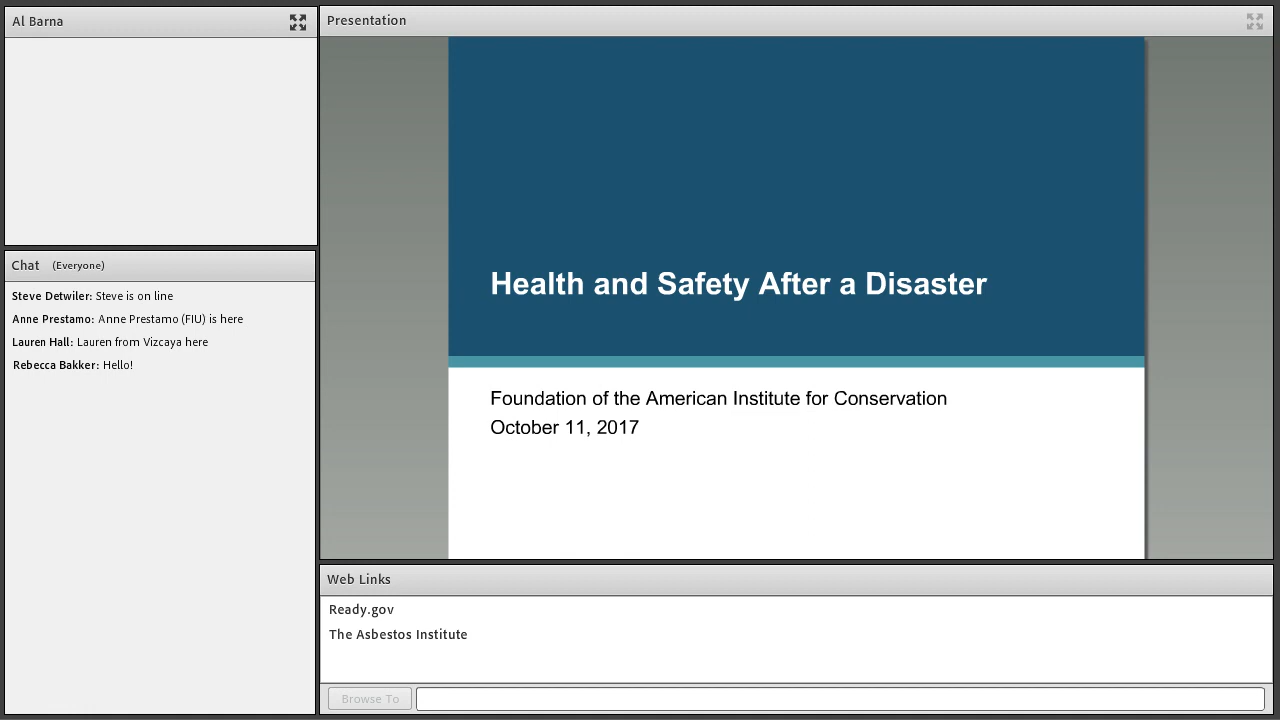 Al Barna
Chat (Everyone)
Steve Detwiler: Steve is on line
Anne Prestamo: Anne Prestamo (FIU) is here
Lauren Hall: Lauren from Vizcaya here
Rebecca Bakker: Hello!
Presentation
Health and Safety After a Disaster
Foundation of the American Institute for Conservation
October 11, 2017
Web Links
Ready.gov
The Asbestos Institute
Browse To